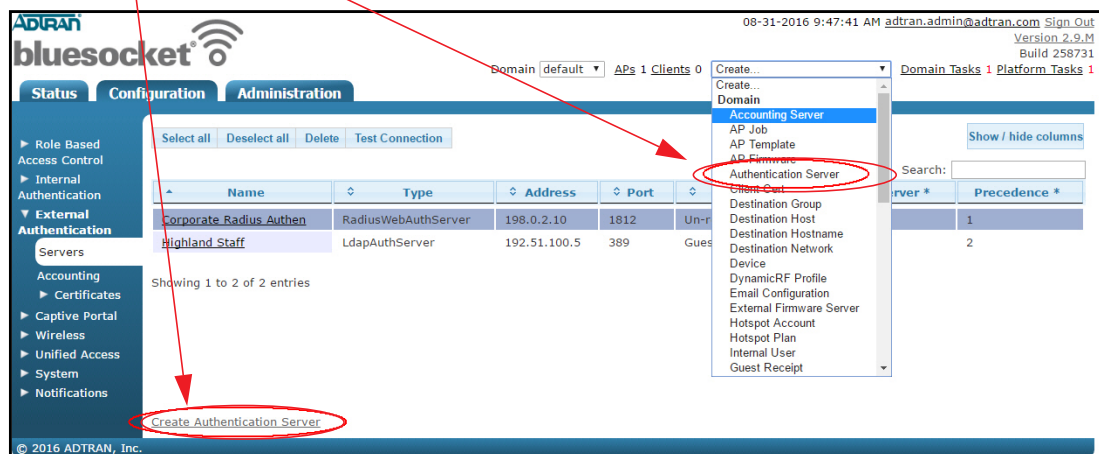 ADTRAN
bluesocket
08-31-2016 9:47:41 AM adtran.admin@adtran.com Sign Out
Version 2.9.M
Build 258731
Domain default APs 1 Clients 0 Create... Domain Tasks 1 Platform Tasks 1
Status Configuration Administration
Create...
Domain
Accounting Server
AP Job
AP Template
AP Firmware
Authentication Server
Client Cert
Destination Group
Destination Host
Destination Hostname
Destination Network
Device
DynamicRF Profile
Email Configuration
External Firmware Server
Hotspot Account
Hotspot Plan
Internal User
Guest Receipt
Role Based
Access Control
Internal
Authentication
External
Authentication
Servers
Accounting
Certificates
Captive Portal
Wireless
Unified Access
System
Notifications
Select all Deselect all Delete Test Connection Show / hide columns
Search:
Name Type Address Port erver * Precedence *
Corporate Radius Authen RadiusWebAuthServer 198.0.2.10 1812 Un-r 1
Highland Staff LdapAuthServer 192.51.100.5 389 Gues 2
Showing 1 to 2 of 2 entries
Create Authentication Server
© 2016 ADTRAN, Inc.